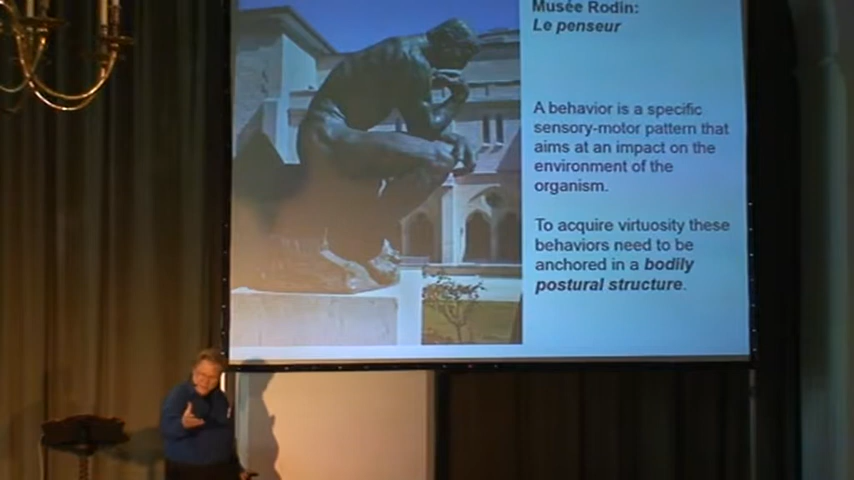 Musée Rodin:
Le penseur
A behavior is a specific
sensory-motor pattern that
aims at an impact on the
environment of the
organism.
To acquire virtuosity these
behaviors need to be
anchored in a bodily
postural structure.